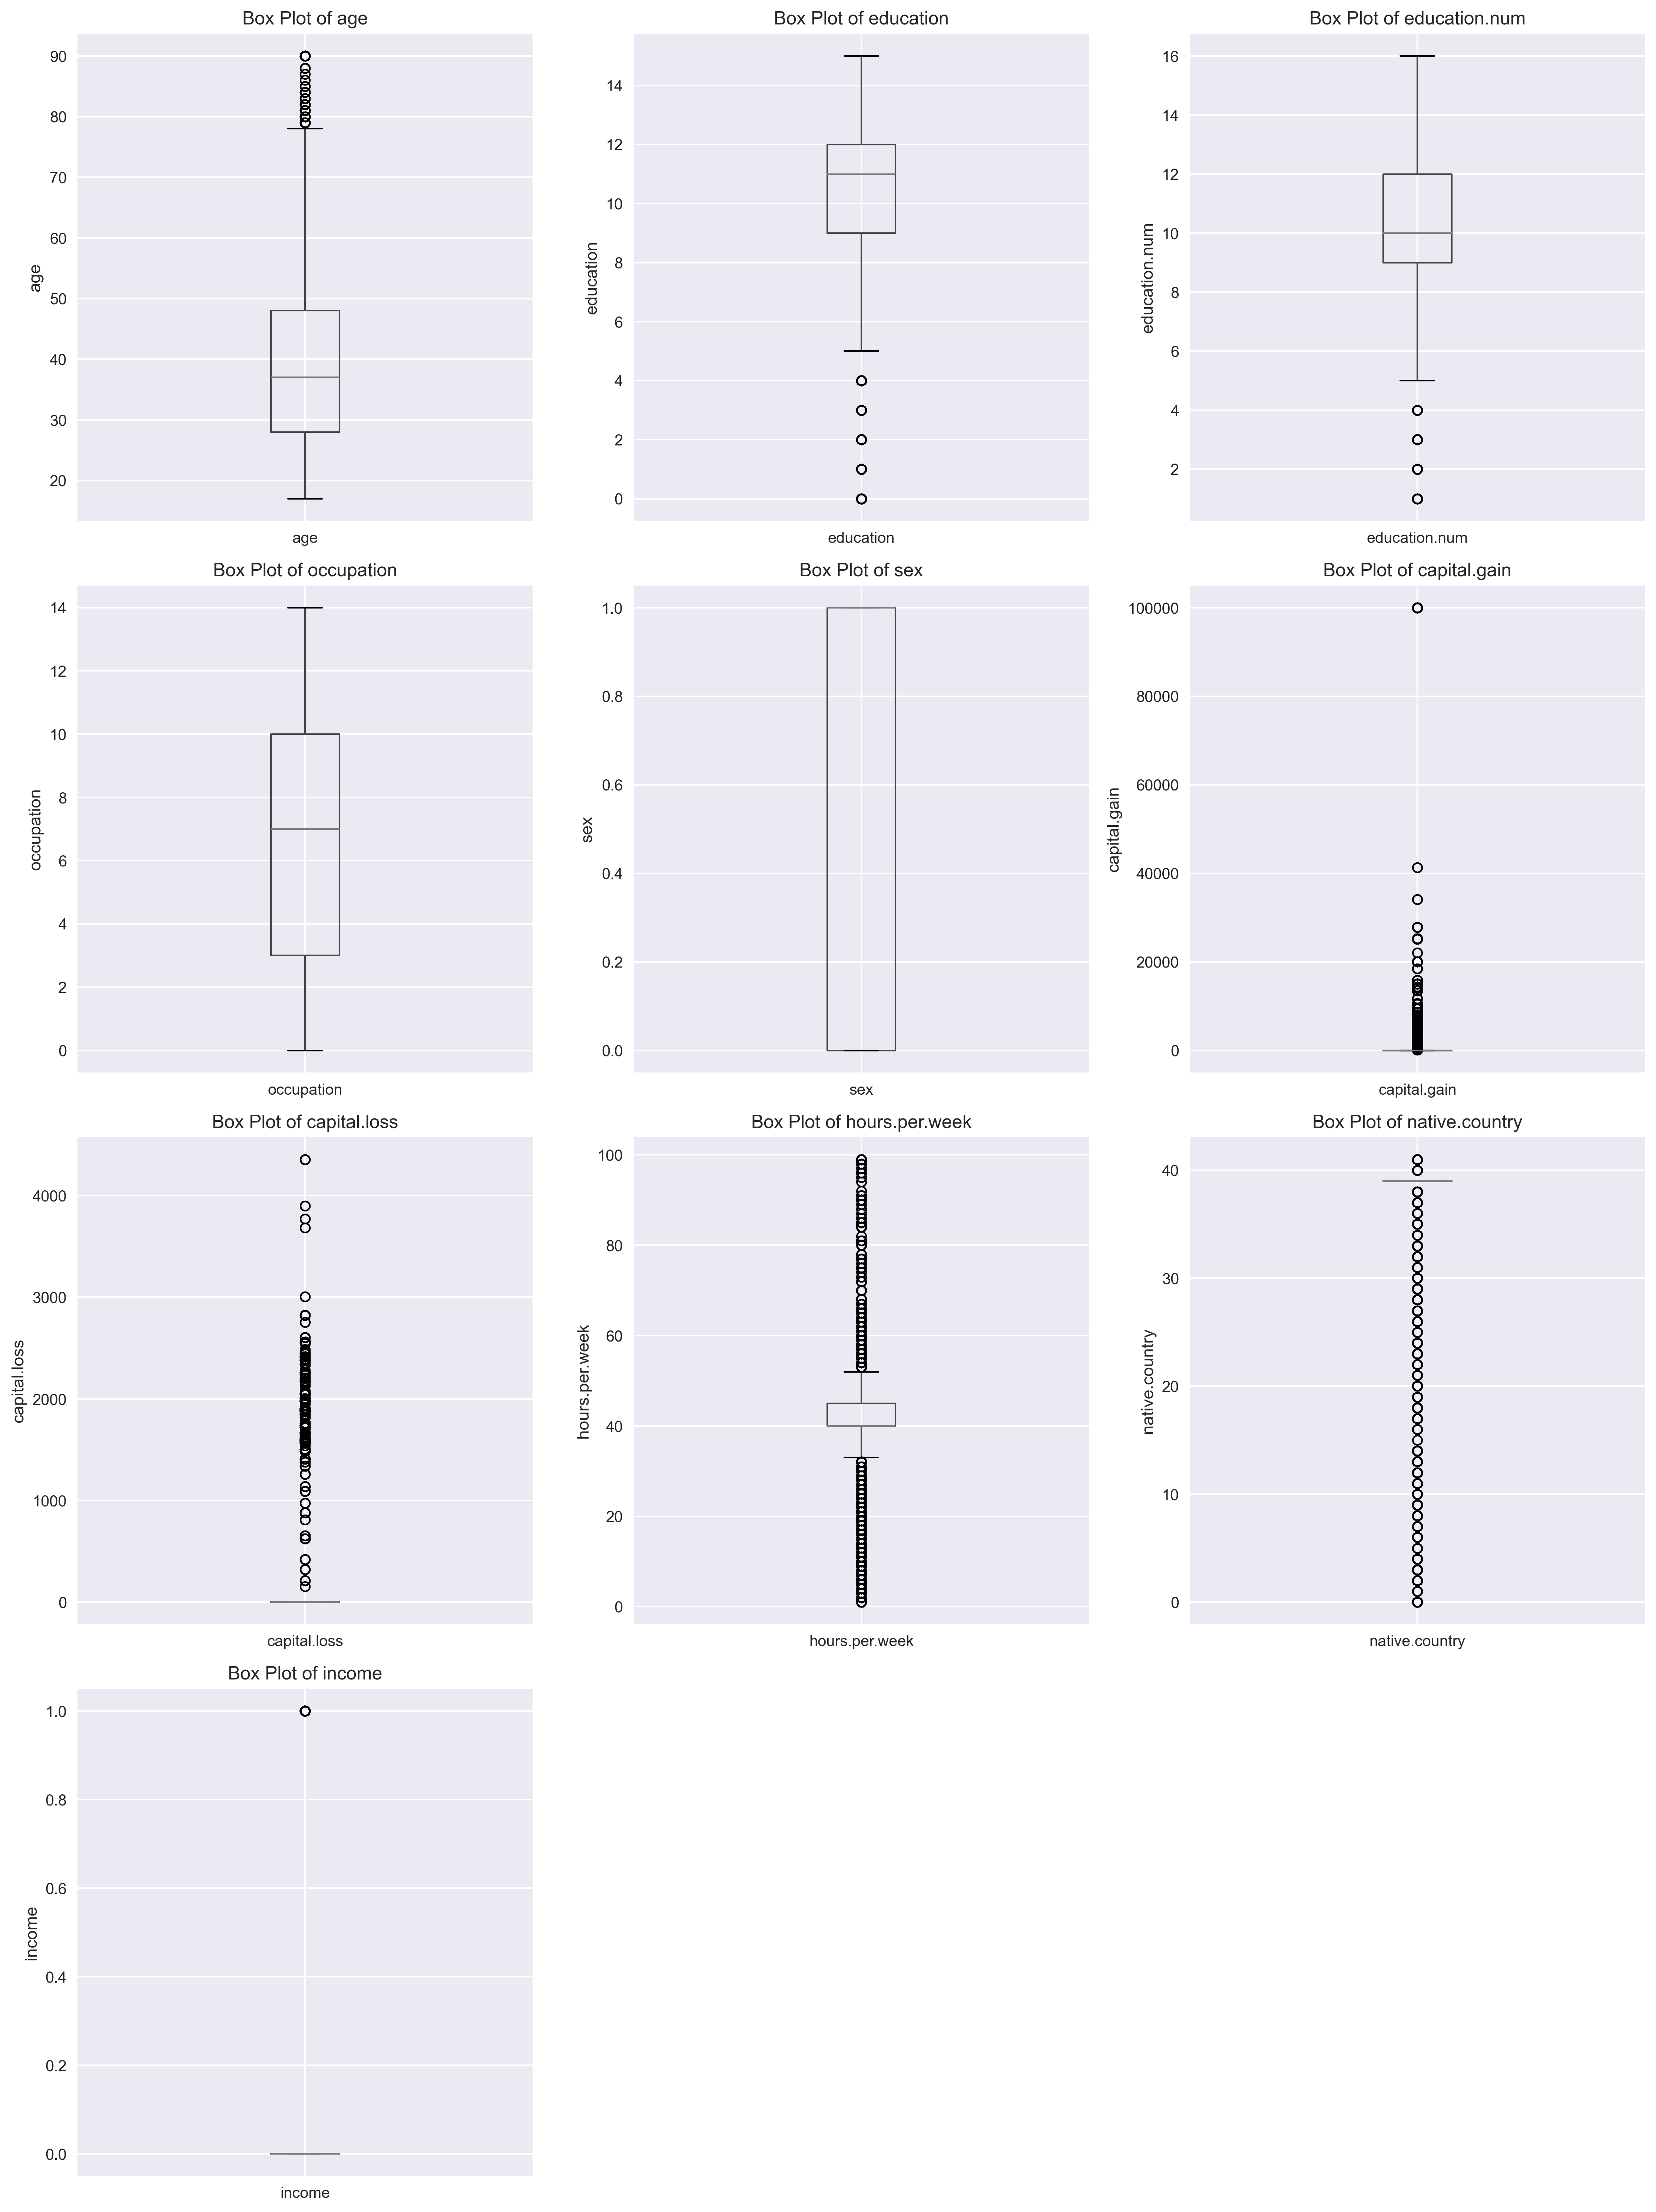 Box Plot of age
Box Plot of education
Box Plot of education.num
90
80
70
60
50
40
30
20
age
age
14
12
10
8
6
4
2
0
education
education
16
14
12
10
8
6
4
2
education.num
education.num
Box Plot of occupation
Box Plot of sex
Box Plot of capital.gain
14
12
10
8
6
4
2
0
occupation
occupation
1.0
0.8
0.6
0.4
0.2
0.0
sex
sex
100000
80000
60000
40000
20000
0
capital.gain
capital.gain
Box Plot of capital.loss
Box Plot of hours.per.week
Box Plot of native.country
4000
3000
2000
1000
0
capital.loss
capital.loss
100
80
60
40
20
0
hours.per.week
hours.per.week
40
30
20
10
0
native.country
native.country
Box Plot of income
1.0
0.8
0.6
0.4
0.2
0.0
income
income